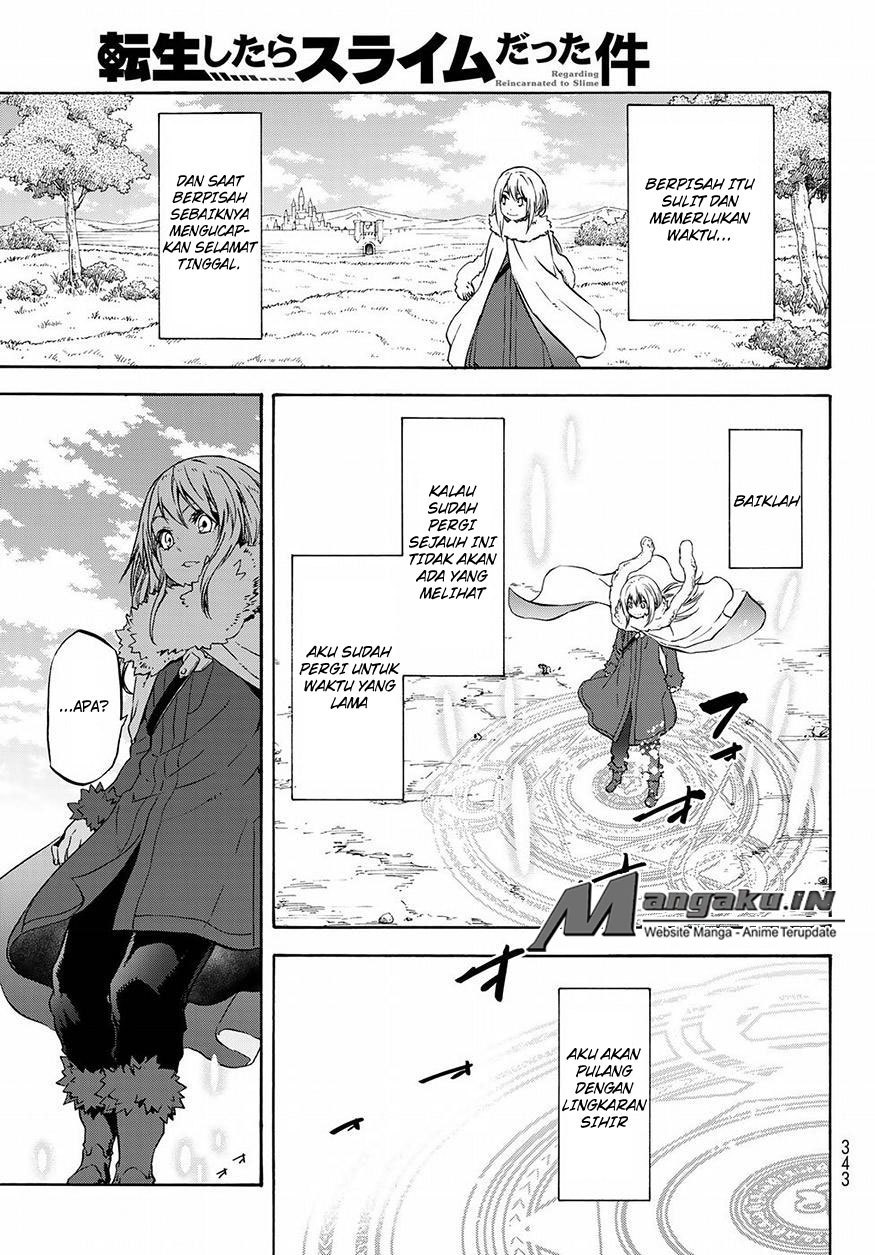 転生したらスライムだった件
Regarding
Reincarnated to Slime
BERPISAH ITU
SULIT DAN
MEMERLUKAN
WAKTU...
DAN SAAT
BERPISAH
SEBAIKNYA
MENGUCAP-
KAN SELAMAT
TINGGAL.
BAIKLAH
KALAU
SUDAH
PERGI
SEJAUH INI
TIDAK AKAN
ADA YANG
MELIHAT
AKU SUDAH
PERGI UNTUK
WAKTU YANG
LAMA
オオ
Mangaku.iN
Website Manga - Anime Terupdate
AKU AKAN
PULANG
DENGAN
LINGKARAN
SIHIR
...APA?
343